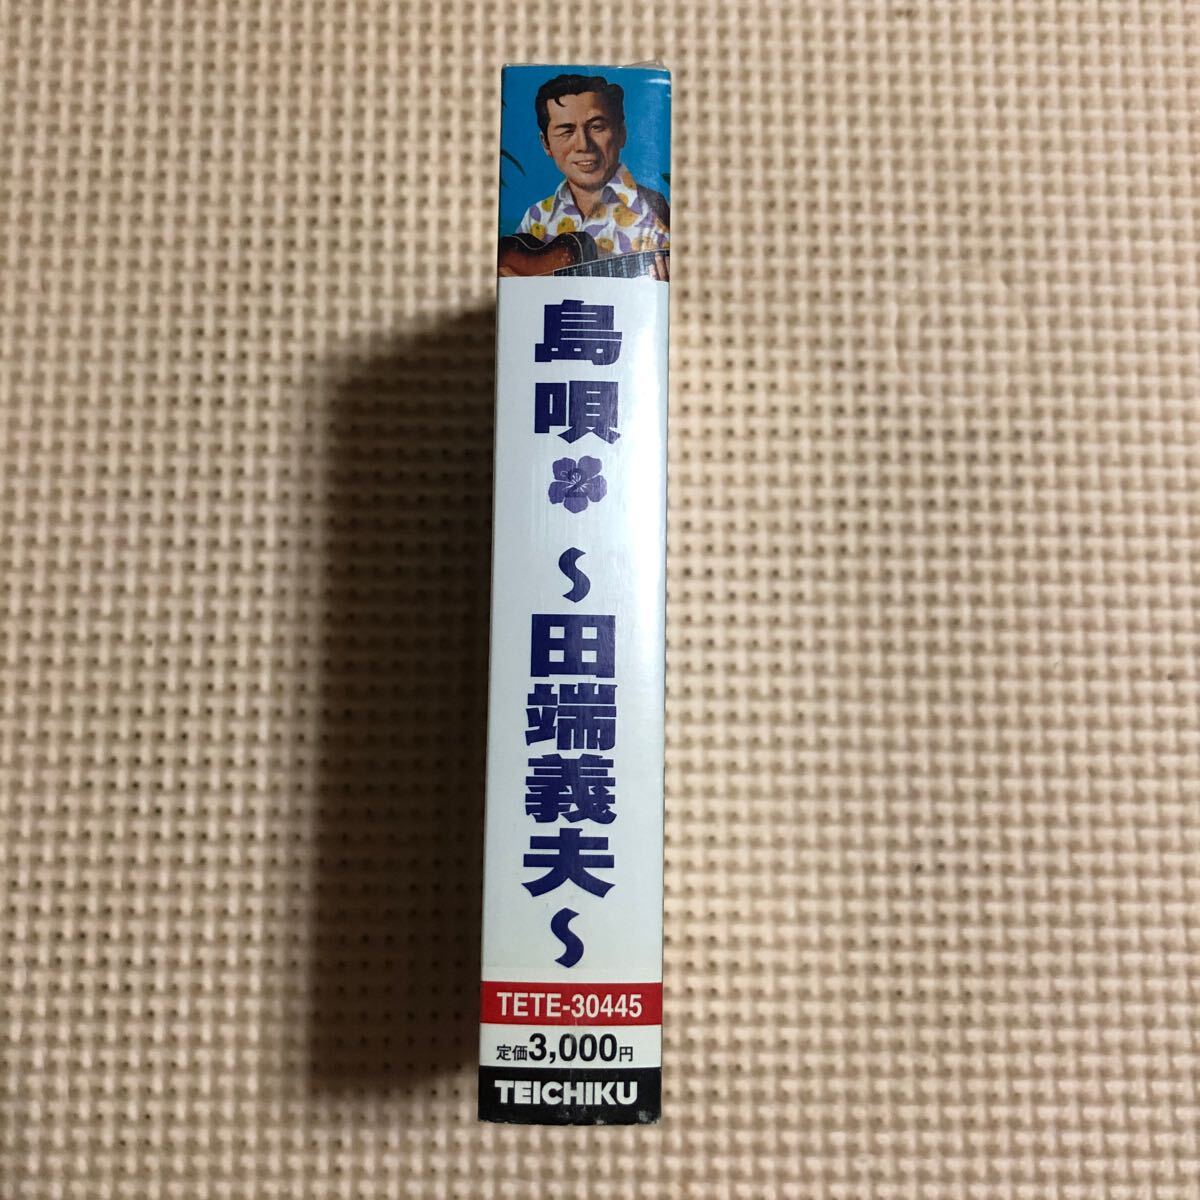 島唄
〜田端義夫〜
TETE-30445
定価3,000円
TEICHIKU